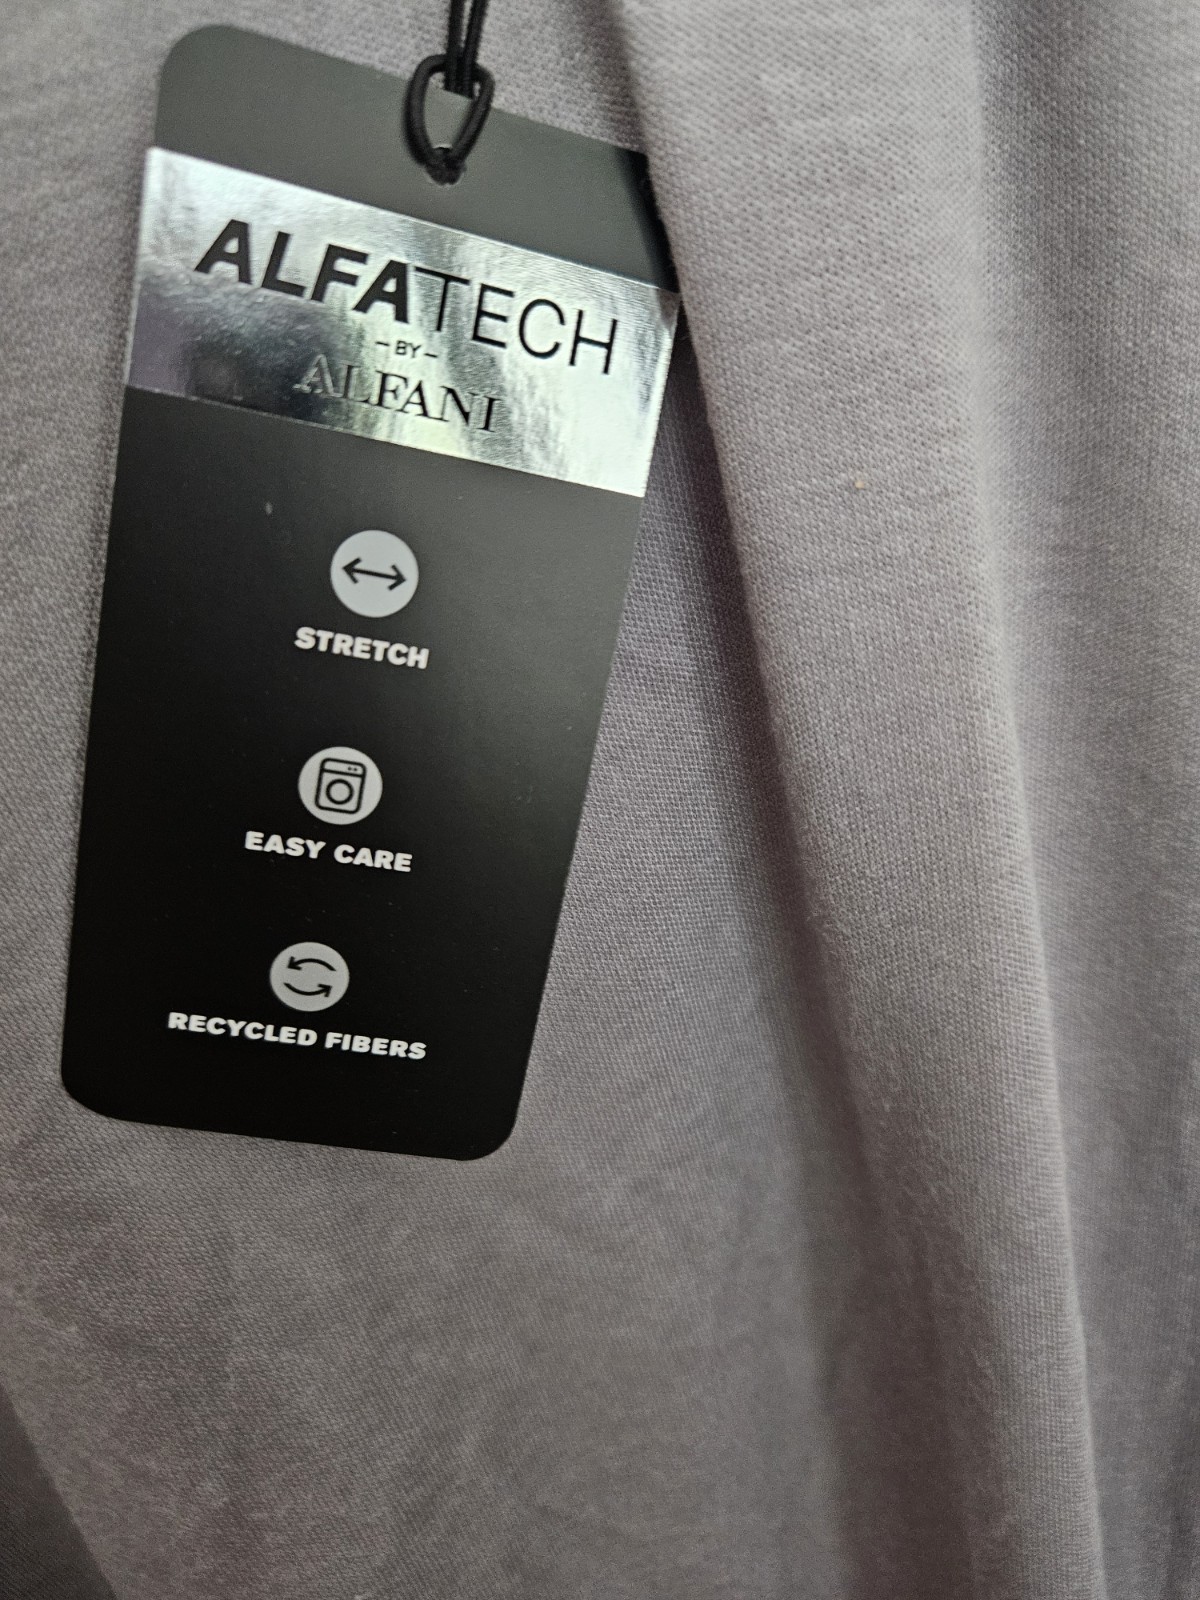 ALFATECH
-BY-
ALFANI
STRETCH
EASY CARE
RECYCLED FIBERS